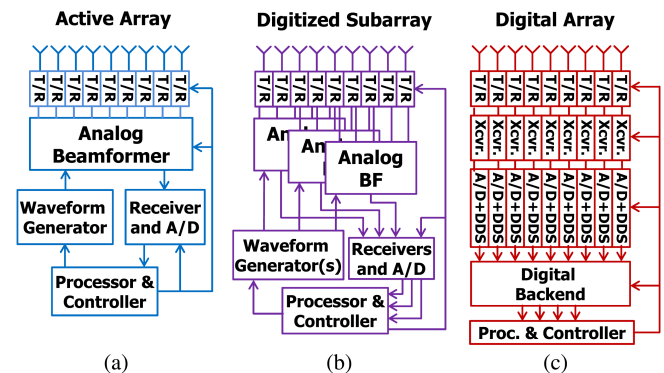 Active Array
T/R T/R T/R T/R T/R T/R T/R T/R T/R
Analog
Beamformer
Waveform
Generator
Receiver
and A/D
Processor &
Controller
(a)
Digitized Subarray
T/R T/R T/R T/R T/R T/R T/R T/R T/R
Analog
BF
Waveform
Generator(s)
Receivers
and A/D
Processor &
Controller
(b)
Digital Array
T/R T/R T/R T/R T/R T/R T/R T/R T/R
Xcvr. Xcvr. Xcvr. Xcvr. Xcvr. Xcvr. Xcvr. Xcvr. Xcvr.
A/D+DDS A/D+DDS A/D+DDS A/D+DDS A/D+DDS A/D+DDS A/D+DDS A/D+DDS A/D+DDS
Digital
Backend
Proc. & Controller
(c)